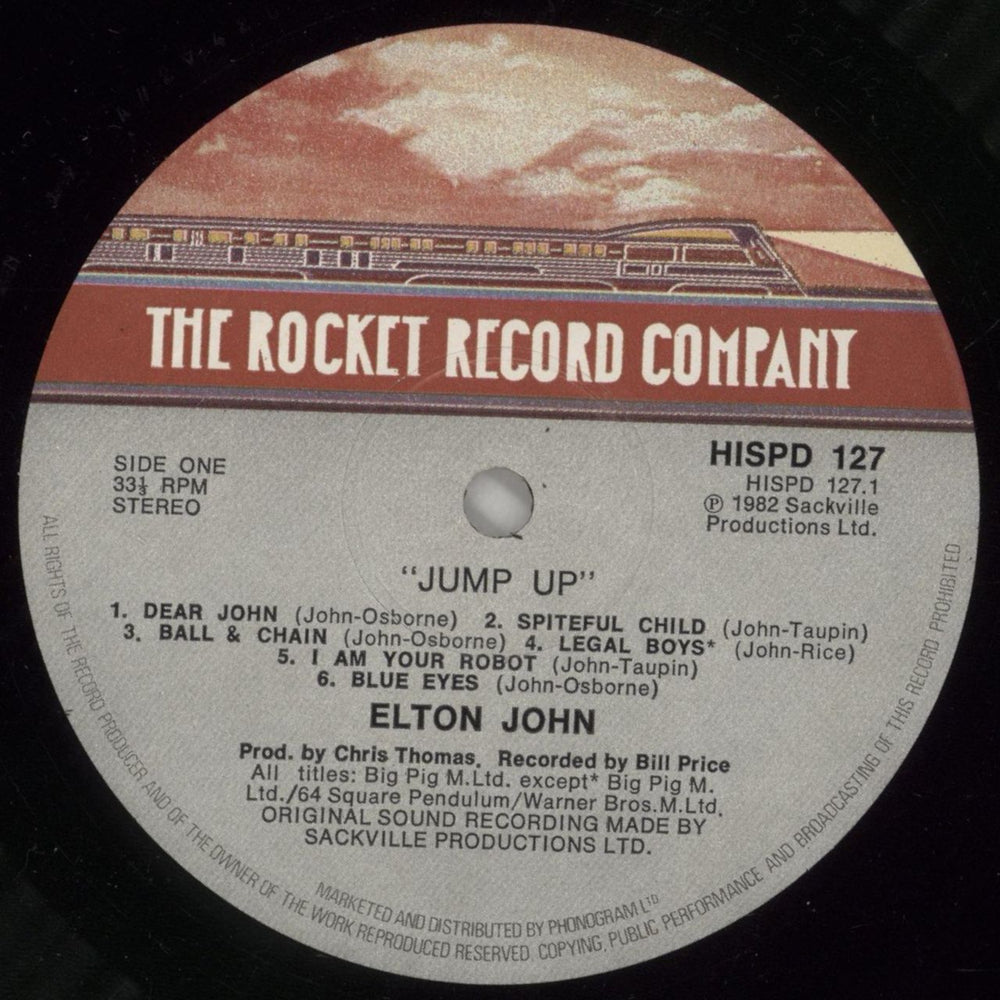 THE ROCKET RECORD COMPANY
SIDE ONE
33⅓ RPM
STEREO
HISPD 127
HISPD 127.1
℗ 1982 Sackville
Productions Ltd.
"JUMP UP"
1. DEAR JOHN (John-Osborne) 2. SPITEFUL CHILD (John-Taupin)
3. BALL & CHAIN (John-Osborne) 4. LEGAL BOYS* (John-Rice)
5. I AM YOUR ROBOT (John-Taupin)
6. BLUE EYES (John-Osborne)
ELTON JOHN
Prod. by Chris Thomas. Recorded by Bill Price
All titles: Big Pig M.Ltd. except* Big Pig M.
Ltd./64 Square Pendulum/Warner Bros.M.Ltd.
ORIGINAL SOUND RECORDING MADE BY
SACKVILLE PRODUCTIONS LTD.
MARKETED AND DISTRIBUTED BY PHONOGRAM LTD
ALL RIGHTS OF THE RECORD PRODUCER AND OF THE OWNER OF THE WORK REPRODUCED RESERVED. COPYING, PUBLIC PERFORMANCE AND BROADCASTING OF THIS RECORD PROHIBITED